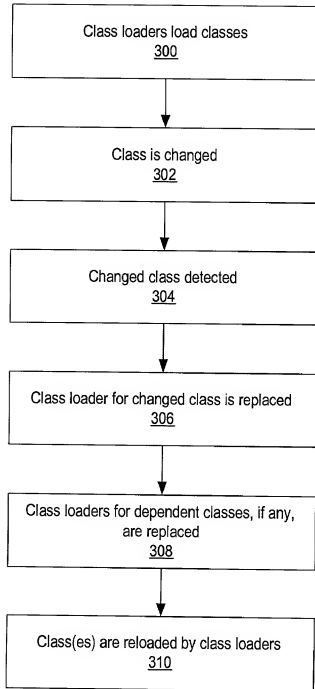 Class loaders load classes
300
Class is changed
302
Changed class detected
304
Class loader for changed class is replaced
306
Class loaders for dependent classes, if any,
are replaced
308
Class(es) are reloaded by class loaders
310